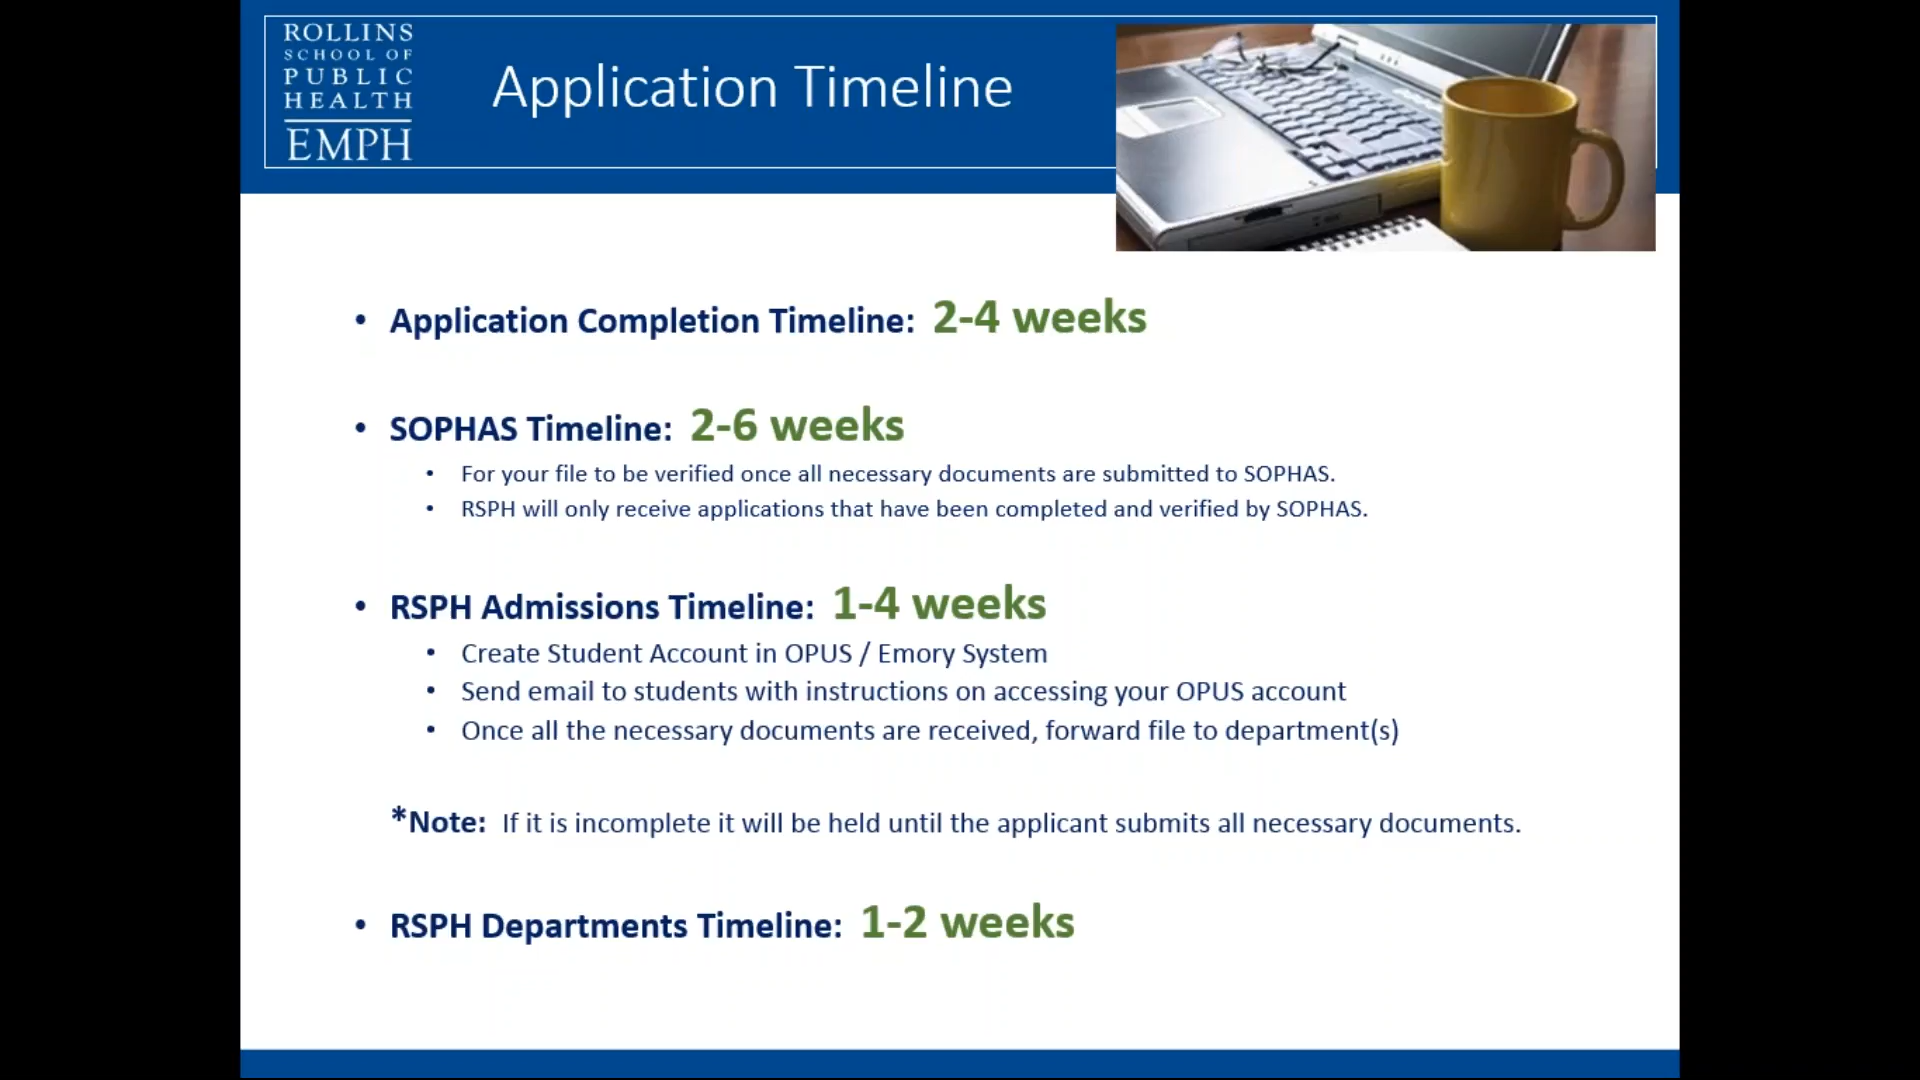 ROLLINS
SCHOOL OF
PUBLIC
HEALTH
EMPH
Application Timeline
• Application Completion Timeline: 2-4 weeks
• SOPHAS Timeline: 2-6 weeks
• For your file to be verified once all necessary documents are submitted to SOPHAS.
• RSPH will only receive applications that have been completed and verified by SOPHAS.
• RSPH Admissions Timeline: 1-4 weeks
• Create Student Account in OPUS / Emory System
• Send email to students with instructions on accessing your OPUS account
• Once all the necessary documents are received, forward file to department(s)
*Note: If it is incomplete it will be held until the applicant submits all necessary documents.
• RSPH Departments Timeline: 1-2 weeks